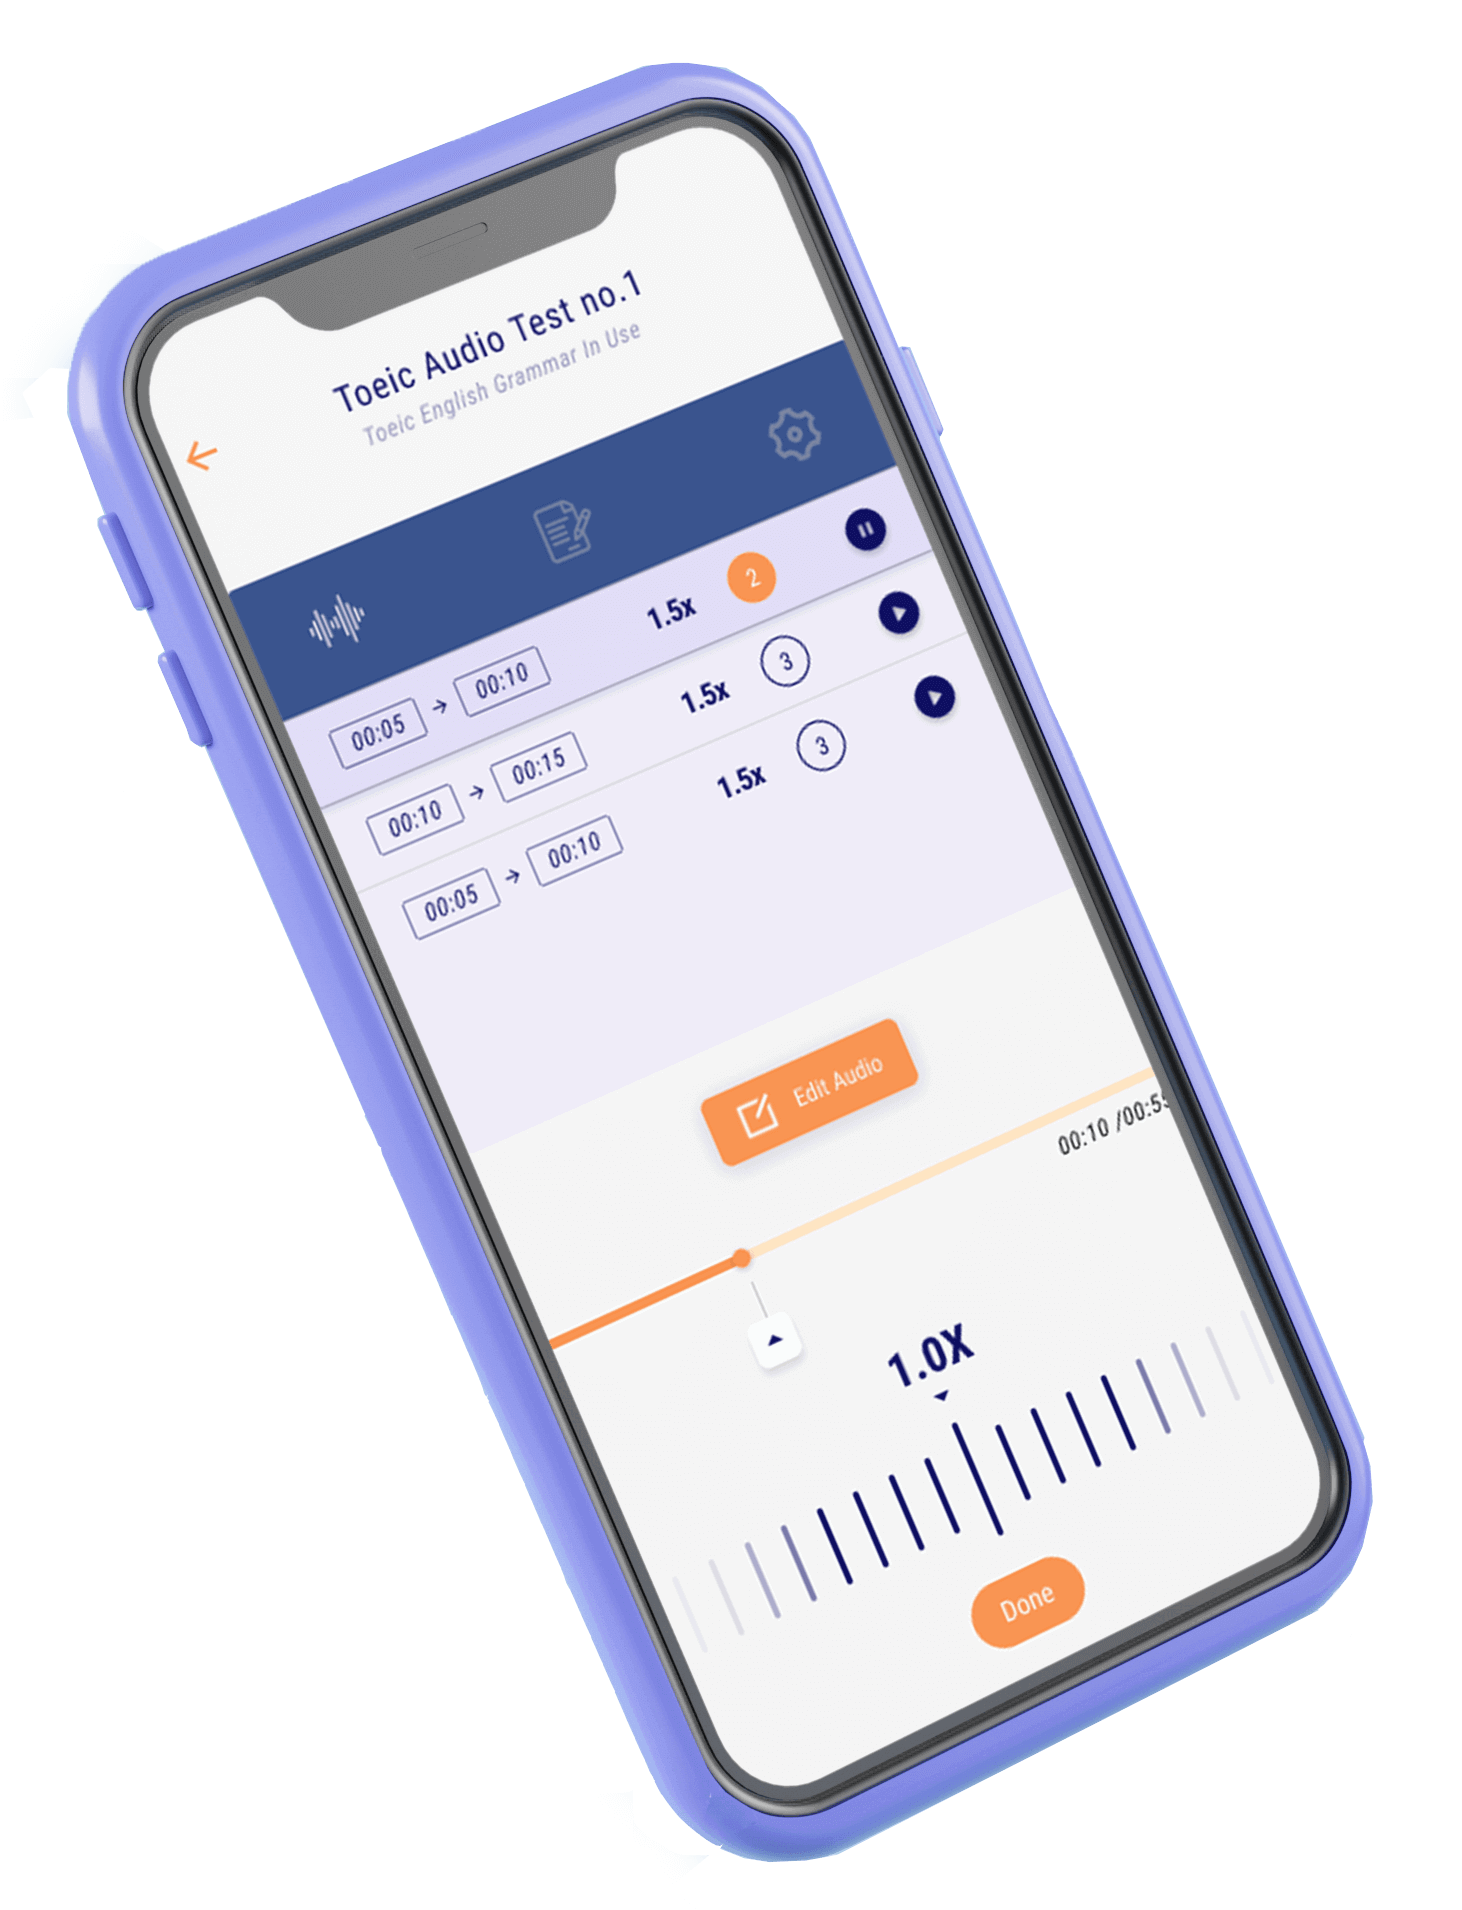 Toeic Audio Test no.1
Toeic English Grammar In Use
00:05 → 00:10 1.5x 2
00:10 → 00:15 1.5x 3
00:05 → 00:10 1.5x 3
Edit Audio
00:10 /00:55
1.0X
Done